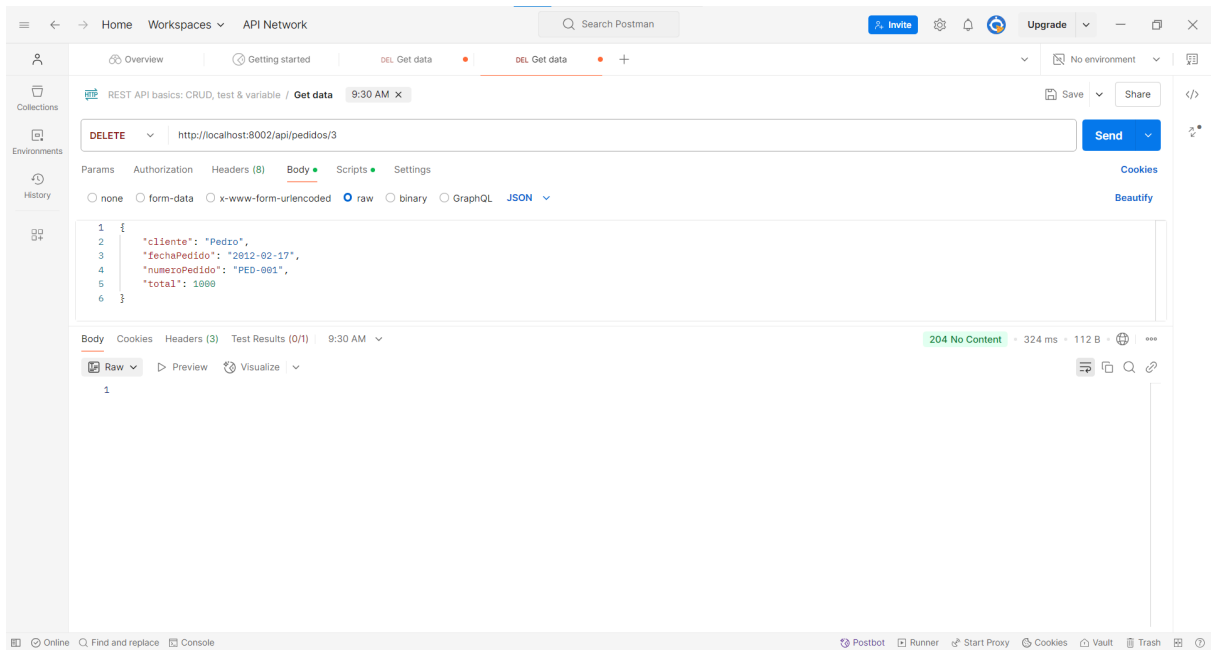 Home Workspaces API Network Search Postman Invite Upgrade
Overview Getting started DEL Get data DEL Get data No environment
REST API basics: CRUD, test & variable / Get data 9:30 AM Save Share
Collections
DELETE http://localhost:8002/api/pedidos/3 Send
Environments
Params Authorization Headers (8) Body Scripts Settings Cookies
History
none form-data x-www-form-urlencoded raw binary GraphQL JSON Beautify
1 {
2 "cliente": "Pedro",
3 "fechaPedido": "2012-02-17",
4 "numeroPedido": "PED-001",
5 "total": 1000
6 }
Body Cookies Headers (3) Test Results (0/1) 9:30 AM 204 No Content 324 ms 112 B
Raw Preview Visualize
1
Online Find and replace Console Postbot Runner Start Proxy Cookies Vault Trash